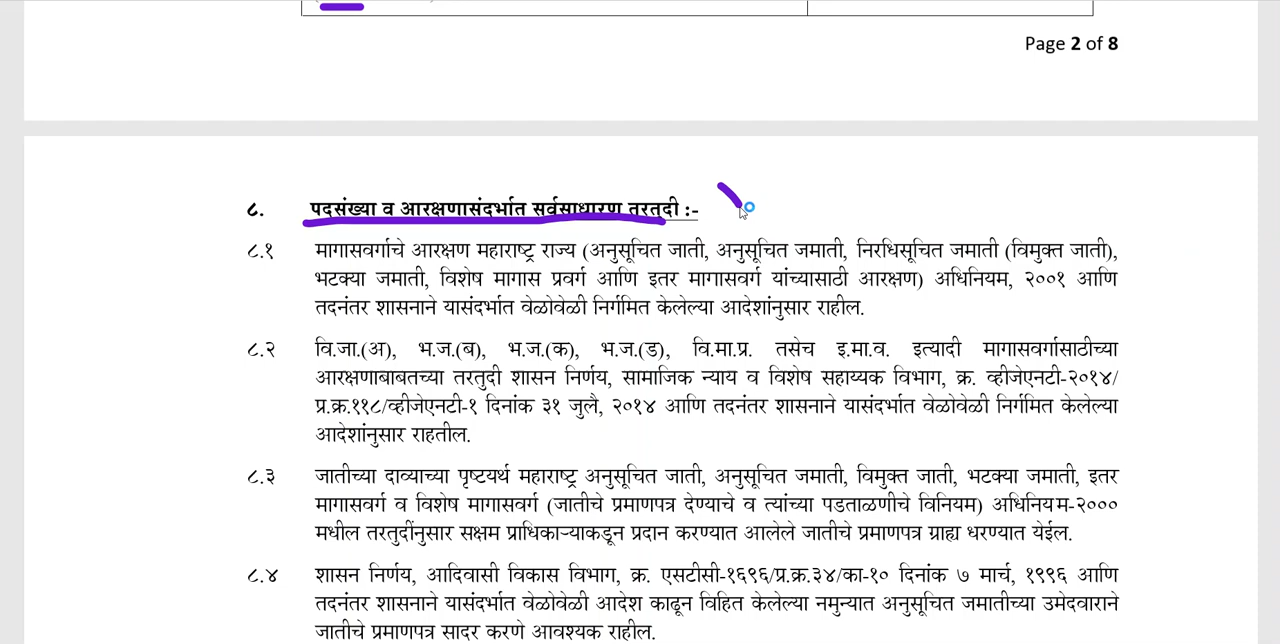 Page 2 of 8
८. पदसंख्या व आरक्षणासंदर्भात सर्वसाधारण तरतुदी :-
८.१ मागासवर्गाचे आरक्षण महाराष्ट्र राज्य (अनुसूचित जाती, अनुसूचित जमाती, निरधिसूचित जमाती (विमुक्त जाती),
भटक्या जमाती, विशेष मागास प्रवर्ग आणि इतर मागासवर्ग यांच्यासाठी आरक्षण) अधिनियम, २००१ आणि
तदनंतर शासनाने यासंदर्भात वेळोवेळी निर्गमित केलेल्या आदेशांनुसार राहील.
८.२ वि.जा.(अ), भ.ज.(ब), भ.ज.(क), भ.ज.(ड), वि.मा.प्र. तसेच इ.मा.व. इत्यादी मागासवर्गासाठीच्या
आरक्षणाबाबतच्या तरतुदी शासन निर्णय, सामाजिक न्याय व विशेष सहाय्यक विभाग, क्र. व्हीजेएनटी-२०१४/
प्र.क्र.११८/व्हीजेएनटी-१ दिनांक ३१ जुलै, २०१४ आणि तदनंतर शासनाने यासंदर्भात वेळोवेळी निर्गमित केलेल्या
आदेशांनुसार राहतील.
८.३ जातीच्या दाव्याच्या पृष्टयर्थ महाराष्ट्र अनुसूचित जाती, अनुसूचित जमाती, विमुक्त जाती, भटक्या जमाती, इतर
मागासवर्ग व विशेष मागासवर्ग (जातीचे प्रमाणपत्र देण्याचे व त्यांच्या पडताळणीचे विनियम) अधिनियम-२०००
मधील तरतुदींनुसार सक्षम प्राधिकाऱ्याकडून प्रदान करण्यात आलेले जातीचे प्रमाणपत्र ग्राह्य धरण्यात येईल.
८.४ शासन निर्णय, आदिवासी विकास विभाग, क्र. एसटीसी-१६९६/प्र.क्र.३४/का-१० दिनांक ७ मार्च, १९९६ आणि
तदनंतर शासनाने यासंदर्भात वेळोवेळी आदेश काढून विहित केलेल्या नमुन्यात अनुसूचित जमातीच्या उमेदवाराने
जातीचे प्रमाणपत्र सादर करणे आवश्यक राहील.